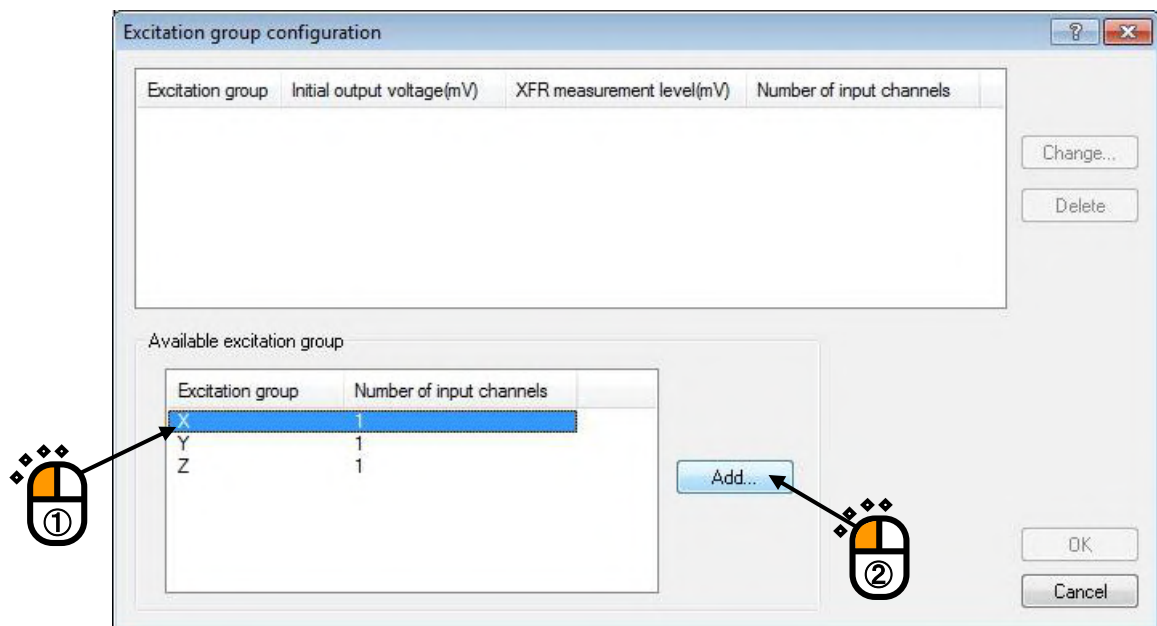 Excitation group configuration
?
Excitation group Initial output voltage(mV) XFR measurement level(mV) Number of input channels
Change...
Delete
Available excitation group
Excitation group Number of input channels
X 1
Y 1
Z 1
Add...
①
②
OK
Cancel